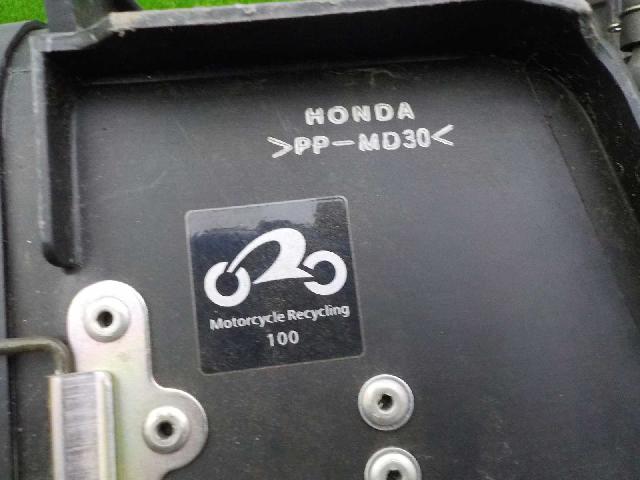 HONDA
>PP-MD30<
Motorcycle Recycling
100